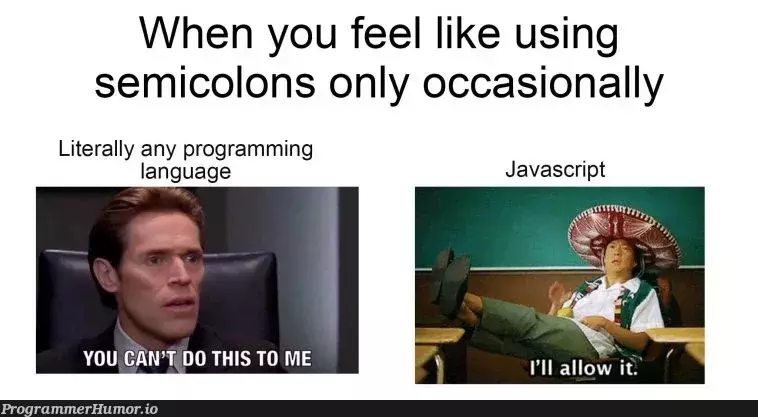 When you feel like using
semicolons only occasionally
Literally any programming
language
Javascript
YOU CAN'T DO THIS TO ME
I'll allow it.
ProgrammerHumor.io